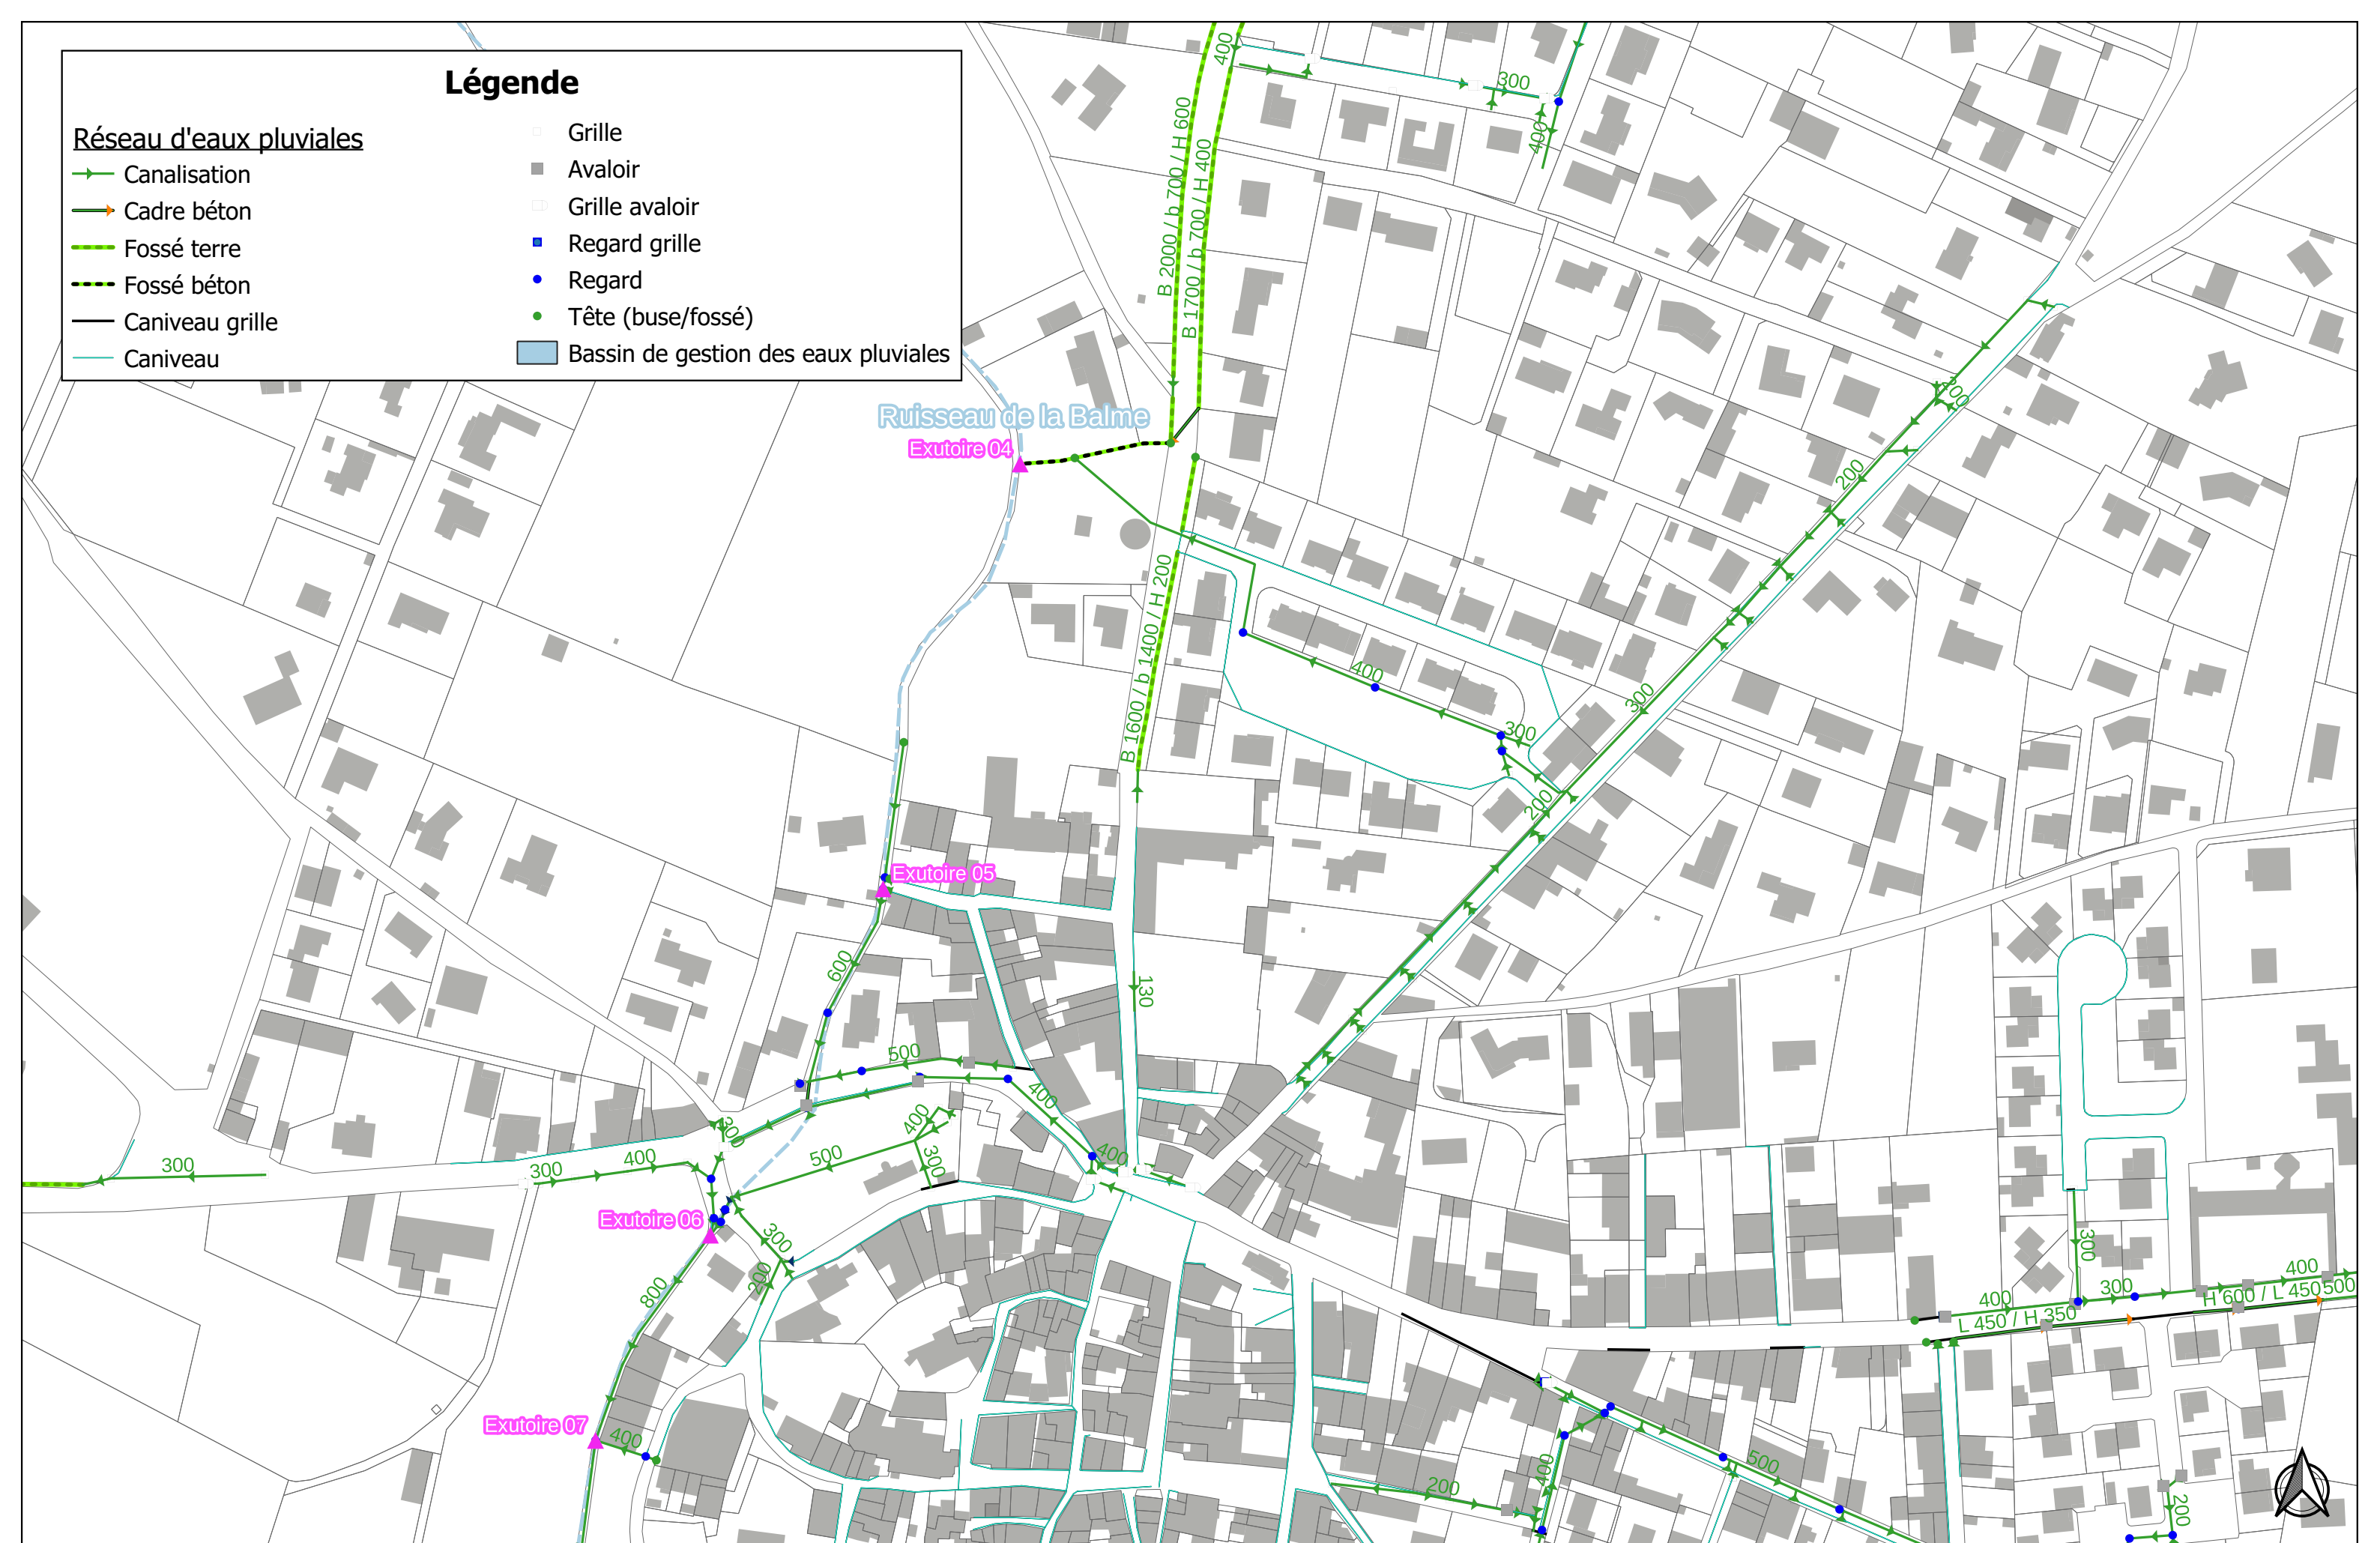 Légende
Réseau d'eaux pluviales
Canalisation
Cadre béton
Fossé terre
Fossé béton
Caniveau grille
Caniveau
Grille
Avaloir
Grille avaloir
Regard grille
Regard
Tête (buse/fossé)
Bassin de gestion des eaux pluviales
400
300
400
B 2000 / b 700 / H 600
B 1700 / b 700 / H 400
Ruisseau de la Balme
Exutoire 04
200
200
B 1600 / b 1400 / H 200
400
300
300
200
Exutoire 05
600
130
500
400
400
300
500
300
400
300
300
400
Exutoire 06
300
200
800
300
400
300
400
H 600 / L 450
500
L 450 / H 350
Exutoire 07
400
500
400
200
200